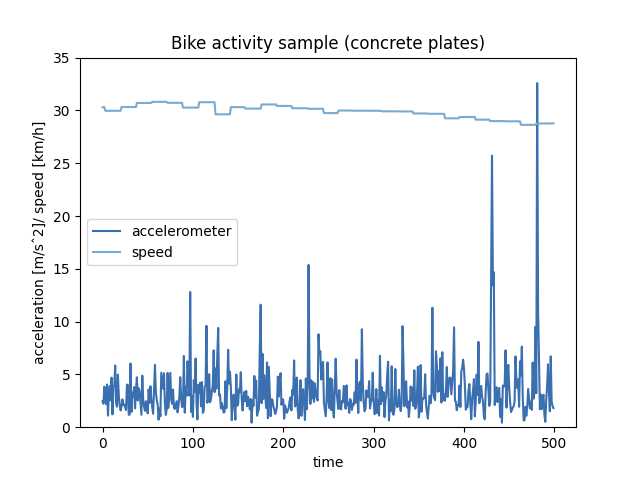 Bike activity sample (concrete plates)
35
30
25
20
15
10
5
0
acceleration [m/s^2]/ speed [km/h]
accelerometer
speed
0 100 200 300 400 500
time